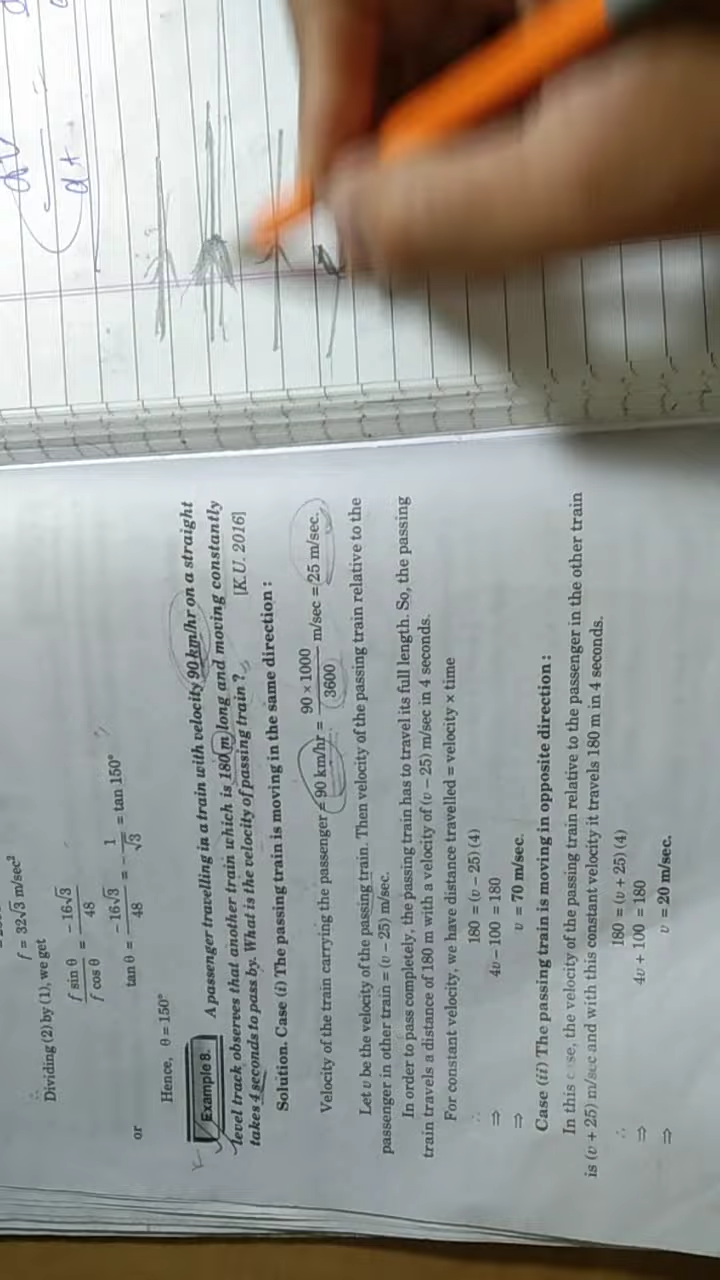 dv
dt
f = 32√3 m/sec²
Dividing (2) by (1), we get
f sin θ / f cos θ = -16√3 / 48
or tan θ = -16√3 / 48 = - 1 / √3 = tan 150°
Hence, θ = 150°
Example 8. A passenger travelling in a train with velocity 90 km/hr on a straight
level track observes that another train which is 180 m long and moving constantly
takes 4 seconds to pass by. What is the velocity of passing train ? [K.U. 2016]
Solution. Case (i) The passing train is moving in the same direction :
Velocity of the train carrying the passenger = 90 km/hr = 90 × 1000 / 3600 m/sec = 25 m/sec.
Let v be the velocity of the passing train. Then velocity of the passing train relative to the
passenger in other train = (v – 25) m/sec.
In order to pass completely, the passing train has to travel its full length. So, the passing
train travels a distance of 180 m with a velocity of (v – 25) m/sec in 4 seconds.
For constant velocity, we have distance travelled = velocity × time
∴ 180 = (v – 25) (4)
⇒ 4v – 100 = 180
⇒ v = 70 m/sec.
Case (ii) The passing train is moving in opposite direction :
In this case, the velocity of the passing train relative to the passenger in the other train
is (v + 25) m/sec and with this constant velocity it travels 180 m in 4 seconds.
∴ 180 = (v + 25) (4)
⇒ 4v + 100 = 180
⇒ v = 20 m/sec.